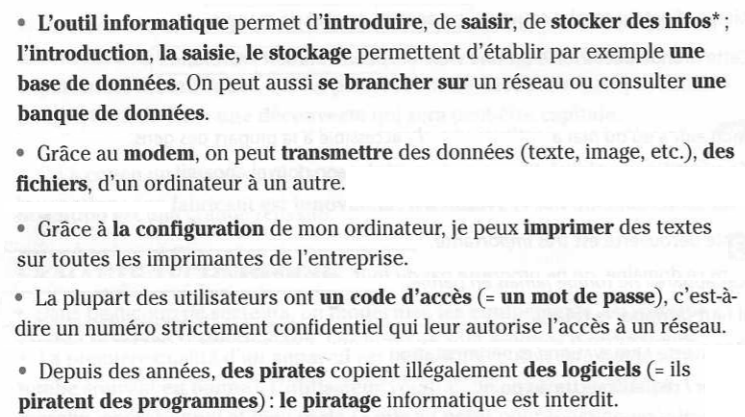 • L'outil informatique permet d'introduire, de saisir, de stocker des infos* ;
l'introduction, la saisie, le stockage permettent d'établir par exemple une
base de données. On peut aussi se brancher sur un réseau ou consulter une
banque de données.
• Grâce au modem, on peut transmettre des données (texte, image, etc.), des
fichiers, d'un ordinateur à un autre.
• Grâce à la configuration de mon ordinateur, je peux imprimer des textes
sur toutes les imprimantes de l'entreprise.
• La plupart des utilisateurs ont un code d'accès (= un mot de passe), c'est-à-
dire un numéro strictement confidentiel qui leur autorise l'accès à un réseau.
• Depuis des années, des pirates copient illégalement des logiciels (= ils
piratent des programmes) : le piratage informatique est interdit.